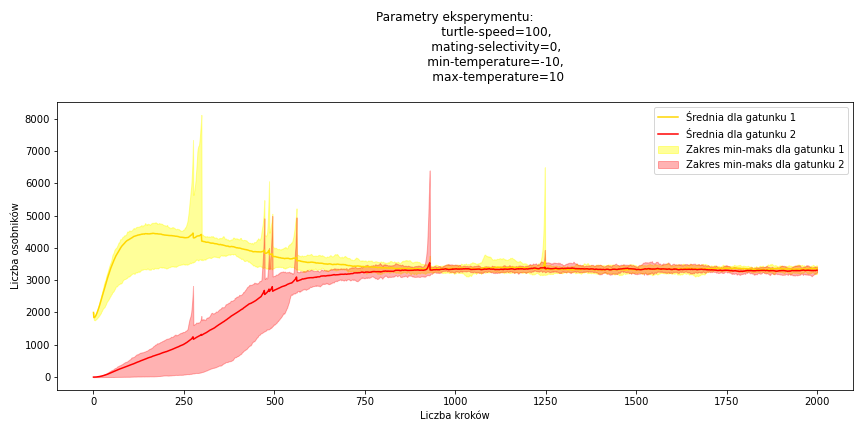 Parametry eksperymentu:
turtle-speed=100,
mating-selectivity=0,
min-temperature=-10,
max-temperature=10
Średnia dla gatunku 1
Średnia dla gatunku 2
Zakres min-maks dla gatunku 1
Zakres min-maks dla gatunku 2
Liczba osobników
8000
7000
6000
5000
4000
3000
2000
1000
0
0 250 500 750 1000 1250 1500 1750 2000
Liczba kroków